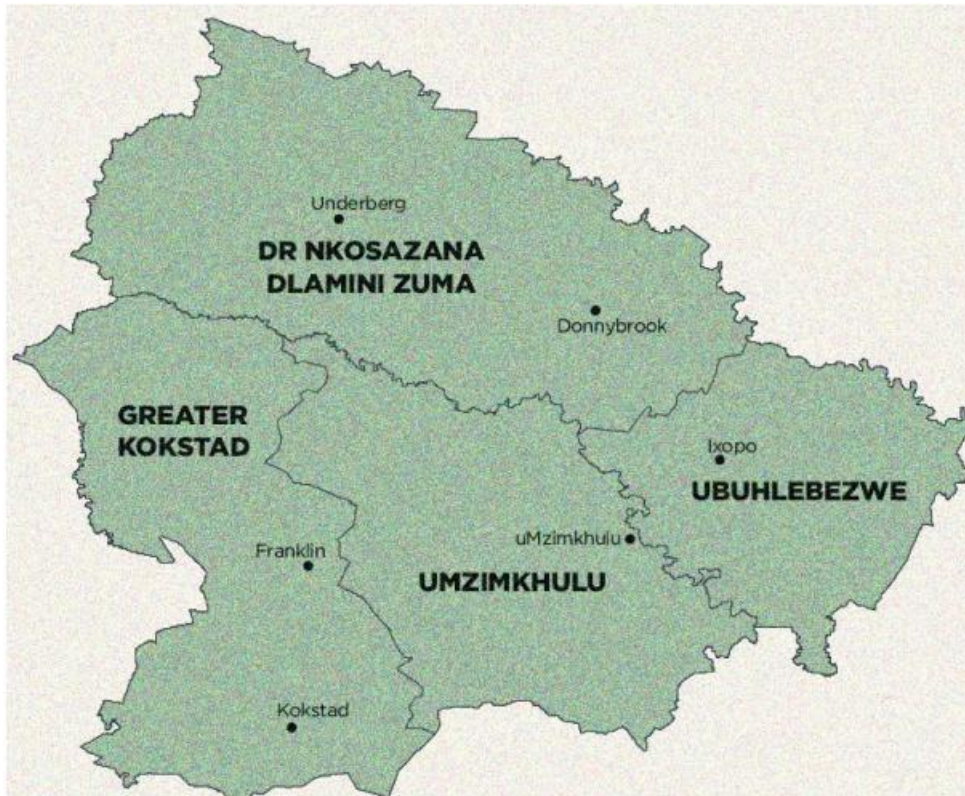 Underberg
DR NKOSAZANA
DLAMINI ZUMA
Donnybrook
GREATER
KOKSTAD
Ixopo
UBUHLEBEZWE
uMzimkhulu
Franklin
UMZIMKHULU
Kokstad